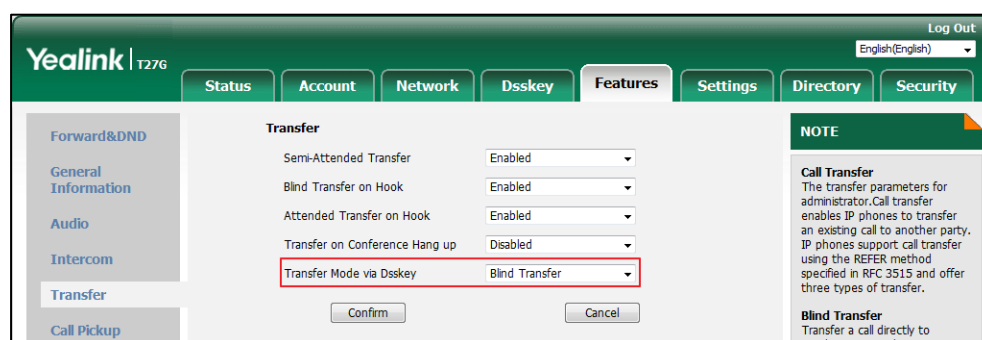 Log Out
Yealink | T27G
English(English)
Status Account Network Dsskey Features Settings Directory Security
Forward&DND
General
Information
Audio
Intercom
Transfer
Call Pickup
Transfer
Semi-Attended Transfer Enabled
Blind Transfer on Hook Enabled
Attended Transfer on Hook Enabled
Transfer on Conference Hang up Disabled
Transfer Mode via Dsskey Blind Transfer
Confirm Cancel
NOTE
Call Transfer
The transfer parameters for
administrator.Call transfer
enables IP phones to transfer
an existing call to another party.
IP phones support call transfer
using the REFER method
specified in RFC 3515 and offer
three types of transfer.
Blind Transfer
Transfer a call directly to